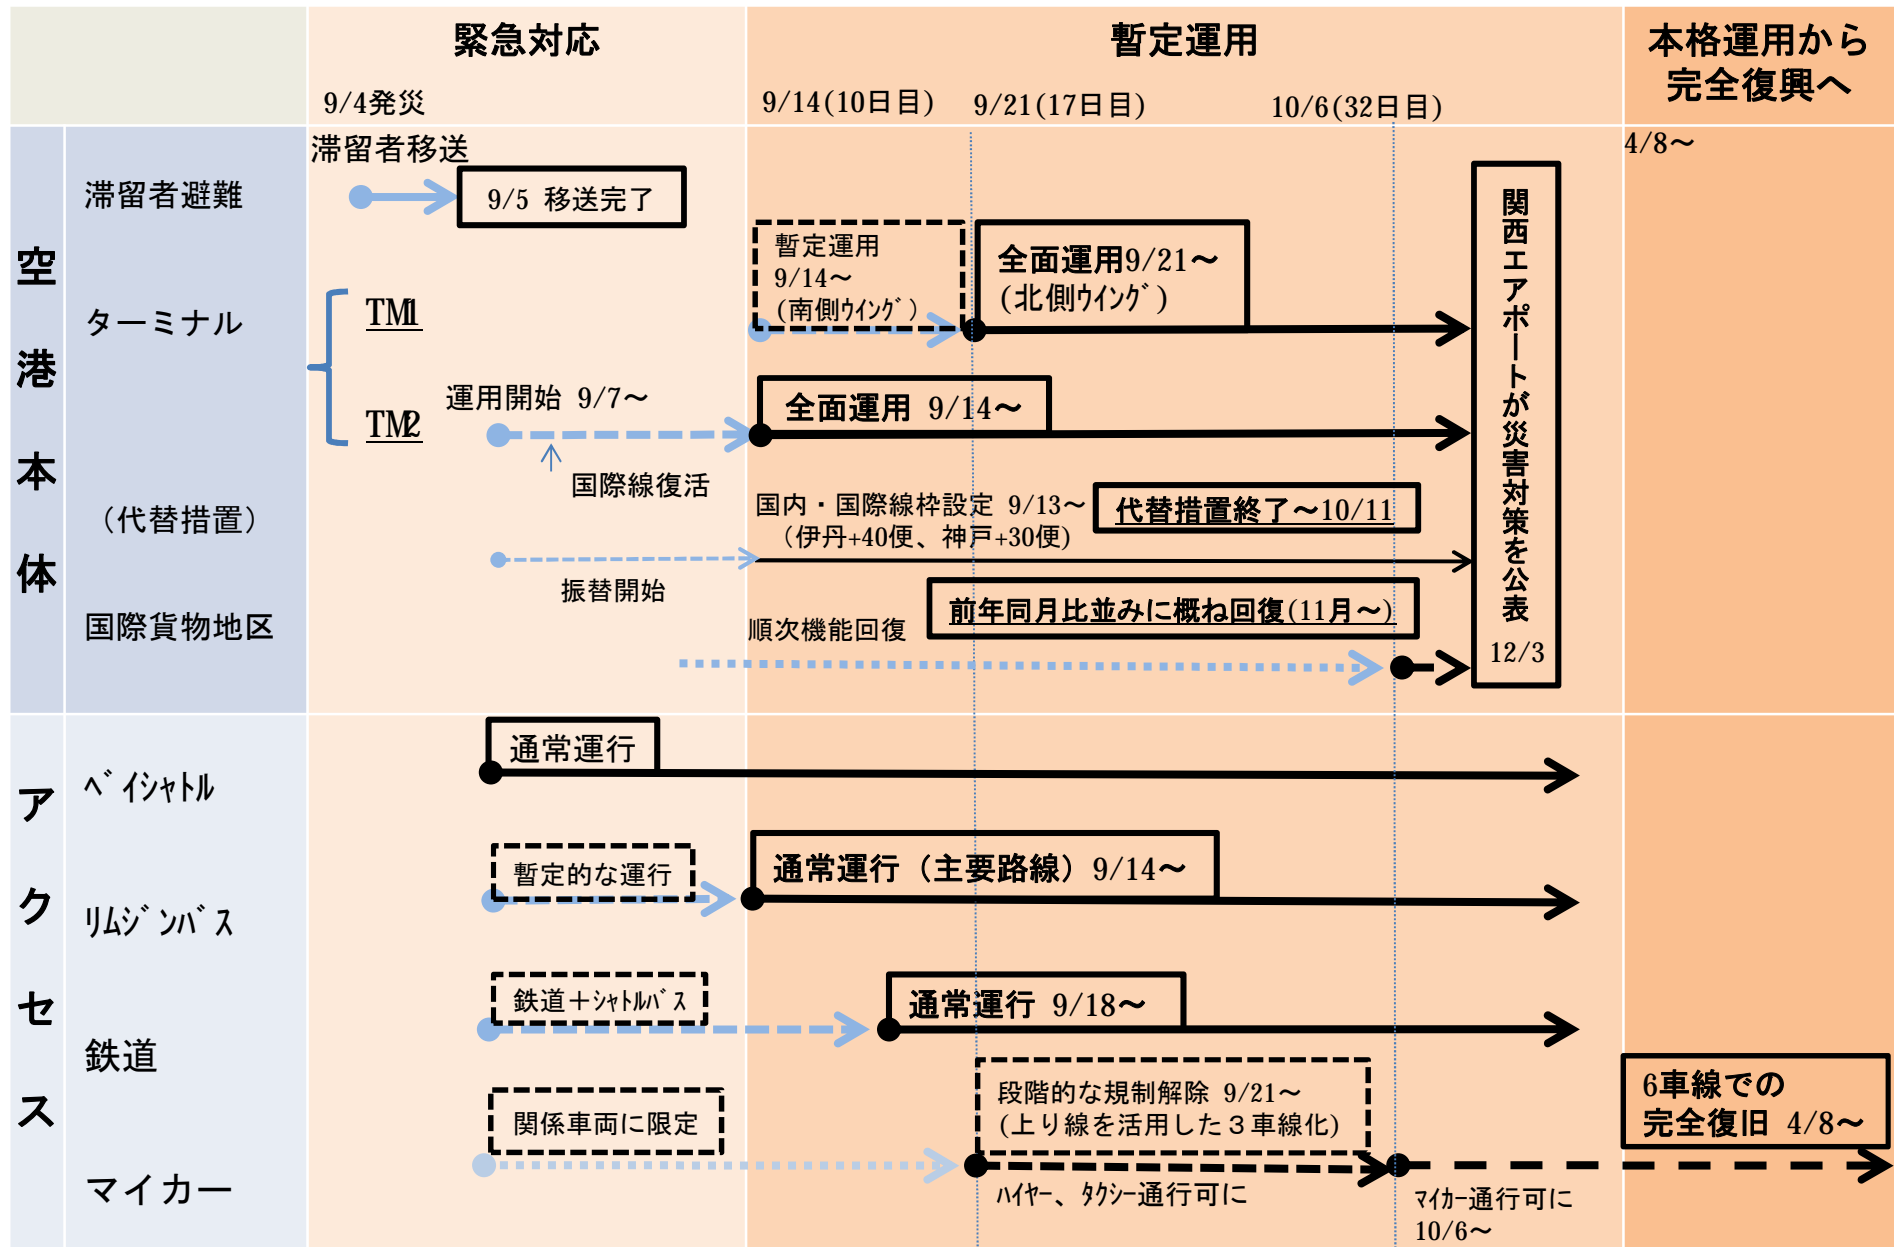 緊急対応
暫定運用
本格運用から
完全復興へ
9/4発災
9/14(10日目)
9/21(17日目)
10/6(32日目)
4/8～
空港本体
滞留者避難
滞留者移送
9/5 移送完了
ターミナル
TM1
暫定運用
9/14～
(南側ウイング)
全面運用9/21～
(北側ウイング)
TM2
運用開始 9/7～
国際線復活
全面運用 9/14～
（代替措置）
振替開始
国内・国際線枠設定 9/13～
（伊丹+40便、神戸+30便)
代替措置終了～10/11
国際貨物地区
順次機能回復
前年同月比並みに概ね回復(11月～)
関西エアポートが災害対策を公表
12/3
アクセス
ベイシャトル
通常運行
リムジンバス
暫定的な運行
通常運行（主要路線）9/14～
鉄道
鉄道＋シャトルバス
通常運行 9/18～
マイカー
関係車両に限定
段階的な規制解除 9/21～
(上り線を活用した３車線化)
ハイヤー、タクシー通行可に
マイカー通行可に
10/6～
6車線での
完全復旧 4/8～